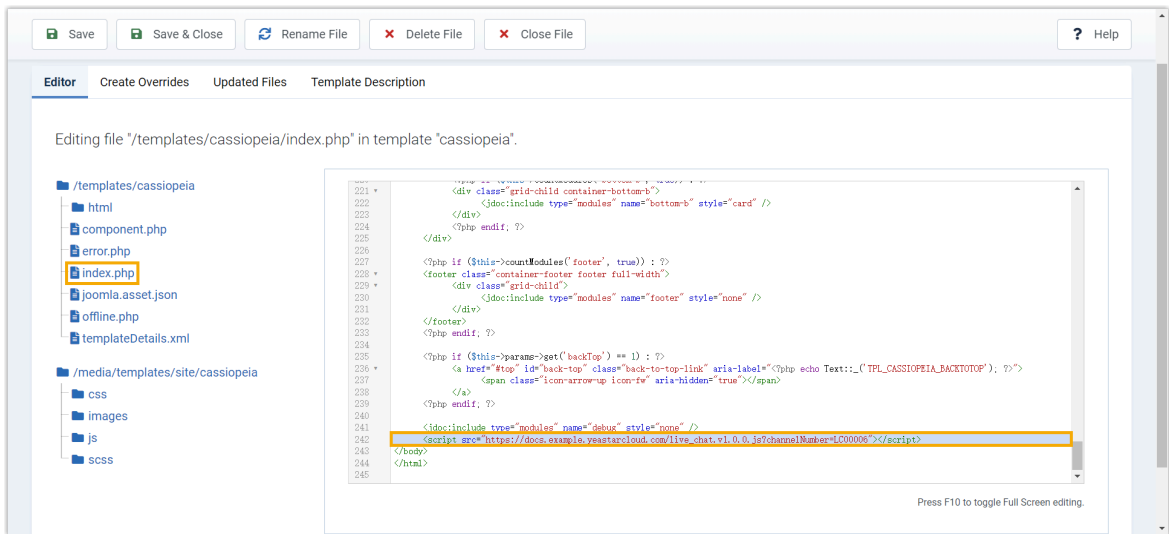 Save
Save & Close
Rename File
Delete File
Close File
? Help
Editor
Create Overrides
Updated Files
Template Description
Editing file "/templates/cassiopeia/index.php" in template "cassiopeia".
/templates/cassiopeia
html
component.php
error.php
index.php
joomla.asset.json
offline.php
templateDetails.xml
/media/templates/site/cassiopeia
css
images
js
scss
221 <div class="grid-child container-bottom-b">
222 <jdoc:include type="modules" name="bottom-b" style="card" />
223 </div>
224 <?php endif; ?>
225 </div>
226
227 <?php if ($this->countModules('footer', true)) : ?>
228 <footer class="container-footer footer full-width">
229 <div class="grid-child">
230 <jdoc:include type="modules" name="footer" style="none" />
231 </div>
232 </footer>
233 <?php endif; ?>
234
235 <?php if ($this->params->get('backTop') == 1) : ?>
236 <a href="#top" id="back-top" class="back-to-top-link" aria-label="<?php echo Text::_('TPL_CASSIOPEIA_BACKTOTOP'); ?>">
237 <span class="icon-arrow-up icon-fw" aria-hidden="true"></span>
238 </a>
239 <?php endif; ?>
240
241 <jdoc:include type="modules" name="debug" style="none" />
242 <script src="https://docs.example.yeastarcloud.com/live_chat.v1.0.0.js?channelNumber=LC00006"></script>
243 </body>
244 </html>
245
Press F10 to toggle Full Screen editing.